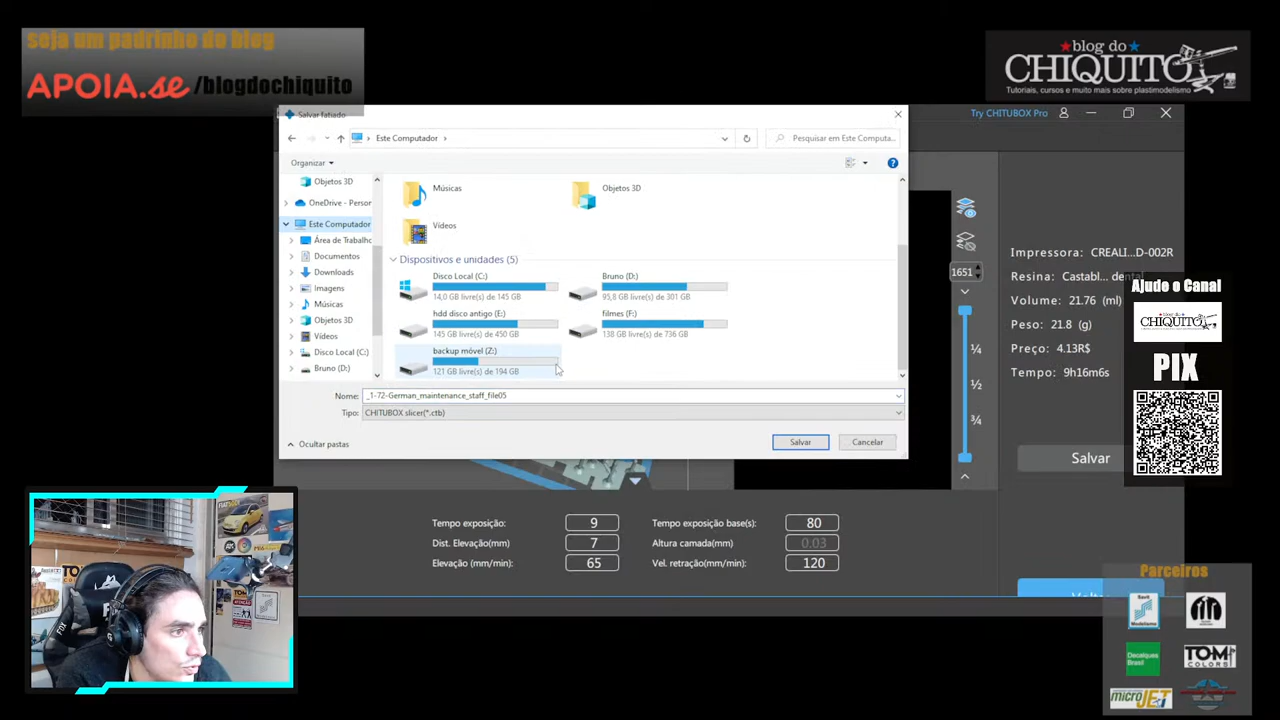 seja um padrinho do blog
APOIA.se/blogdochiquito
blog do
CHIQUITO
Tutoriais, cursos e muito mais sobre plastimodelismo
Salvar fatiado
Try CHITUBOX Pro
Este Computador
Pesquisar em Este Computa...
Organizar
Objetos 3D
OneDrive - Person
Este Computador
Área de Trabalho
Documentos
Downloads
Imagens
Músicas
Objetos 3D
Vídeos
Disco Local (C:)
Bruno (D:)
Músicas
Objetos 3D
Vídeos
Dispositivos e unidades (5)
Disco Local (C:)
14,0 GB livre(s) de 145 GB
Bruno (D:)
95,8 GB livre(s) de 301 GB
hdd disco antigo (E:)
145 GB livre(s) de 450 GB
filmes (F:)
138 GB livre(s) de 736 GB
backup móvel (Z:)
121 GB livre(s) de 194 GB
Nome: _1-72-German_maintenance_staff_file05
Tipo: CHITUBOX slicer(*.ctb)
Ocultar pastas
Salvar
Cancelar
1651
¼
½
¾
Impressora: CREALI... D-002R
Resina: Castabl... dental
Volume: 21.76 (ml)
Peso: 21.8 (g)
Preço: 4.13R$
Tempo: 9h16m6s
Salvar
Ajudo o Canal
CHIQUITO
PIX
Tempo exposição: 9
Tempo exposição base(s): 80
Dist. Elevação(mm) 7
Altura camada(mm) 0.03
Elevação (mm/min): 65
Vel. retração(mm/min): 120
Parceiros
Decalques
Brasil
TOM
COLORS
microJET